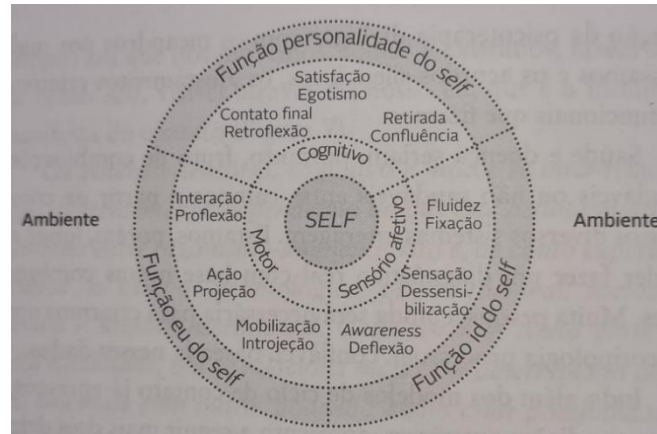 Função personalidade do self
Satisfação
Egotismo
Contato final
Retroflexão
Retirada
Confluência
Cognitivo
Interação
Proflexão
SELF
Fluidez
Fixação
Ambiente
Ambiente
Motor
Sensório afetivo
Ação
Projeção
Sensação
Dessensi-
bilização
Mobilização
Introjeção
Awareness
Deflexão
Função eu do self
Função id do self